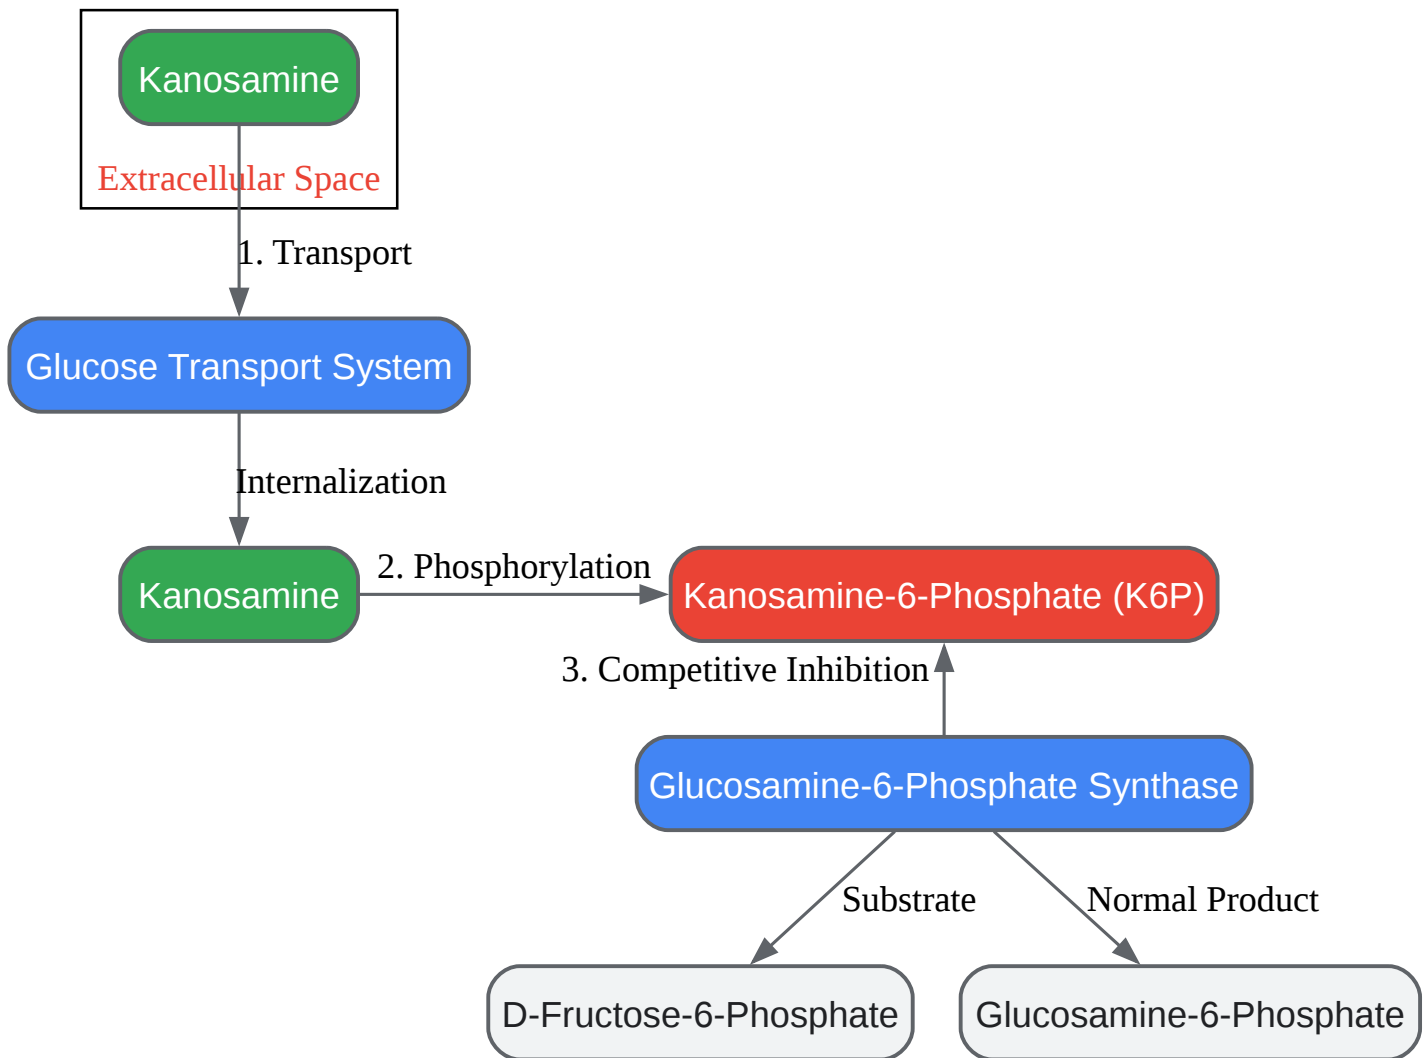 Kanosamine
Extracellular Space
1. Transport
Glucose Transport System
Internalization
Kanosamine
2. Phosphorylation
Kanosamine-6-Phosphate (K6P)
3. Competitive Inhibition
Glucosamine-6-Phosphate Synthase
Substrate
Normal Product
D-Fructose-6-Phosphate
Glucosamine-6-Phosphate